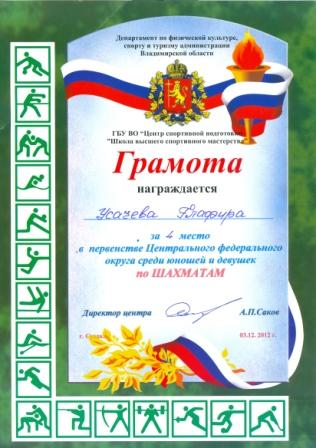 Департамент по физической культуре,
спорту и туризму администрации
Владимирской области
ГБУ ВО "Центр спортивной подготовки
"Школа высшего спортивного мастерства"
Грамота
награждается
Усачева Глафира
за 4 место
в первенстве Центрального федерального
округа среди юношей и девушек
по ШАХМАТАМ
Директор центра А.П.Саков
г. Сузда 03.12.2012 г.